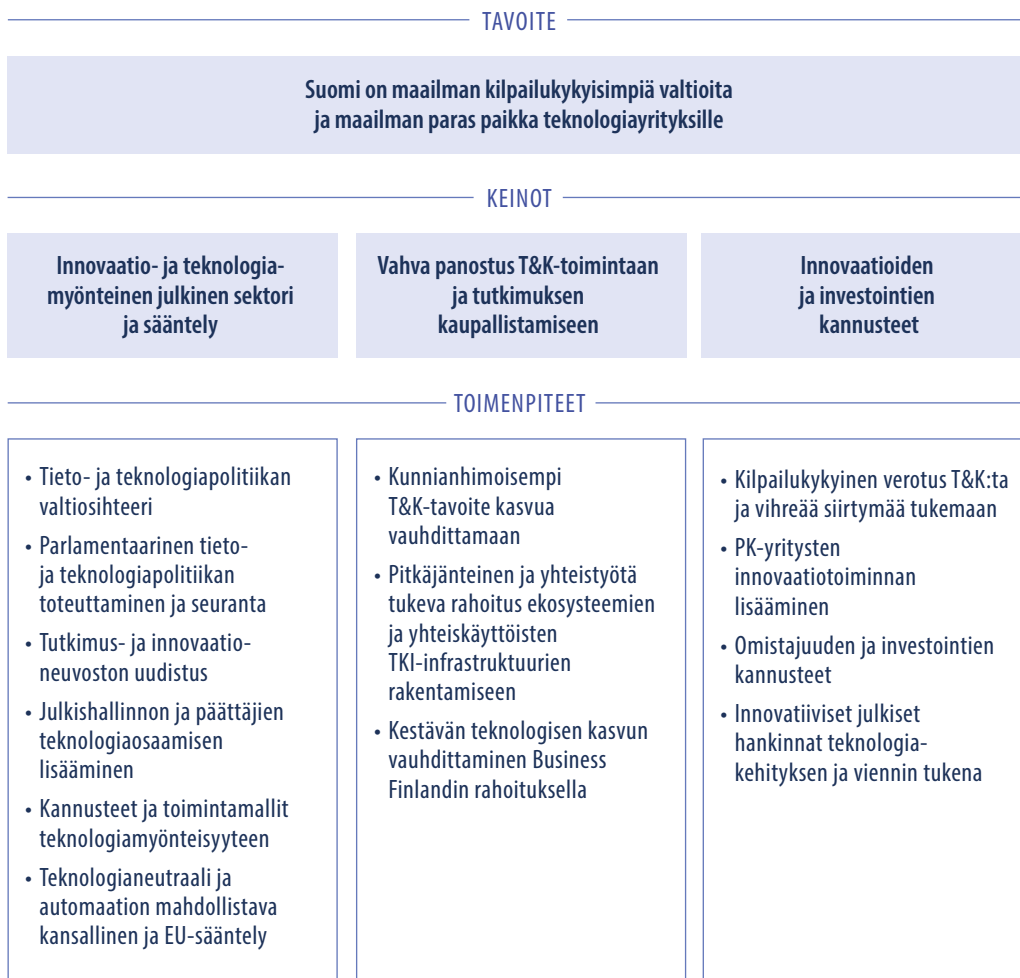 TAVOITE
Suomi on maailman kilpailukykyisimpiä valtioita
ja maailman paras paikka teknologiayrityksille
KEINOT
Innovaatio- ja teknologia-
myönteinen julkinen sektori
ja sääntely
Vahva panostus T&K-toimintaan
ja tutkimuksen
kaupallistamiseen
Innovaatioiden
ja investointien
kannusteet
TOIMENPITEET
• Tieto- ja teknologiapolitiikan
valtiosihteeri
• Parlamentaarinen tieto-
ja teknologiapolitiikan
toteuttaminen ja seuranta
• Tutkimus- ja innovaatio-
neuvoston uudistus
• Julkishallinnon ja päättäjien
teknologiaosaamisen
lisääminen
• Kannusteet ja toimintamallit
teknologiamyönteisyyteen
• Teknologianeutraali ja
automaation mahdollistava
kansallinen ja EU-sääntely
• Kunnianhimoisempi
T&K-tavoite kasvua
vauhdittamaan
• Pitkäjänteinen ja yhteistyötä
tukeva rahoitus ekosysteemien
ja yhteiskäyttöisten
TKI-infrastruktuurien
rakentamiseen
• Kestävän teknologisen kasvun
vauhdittaminen Business
Finlandin rahoituksella
• Kilpailukykyinen verotus T&K:ta
ja vihreää siirtymää tukemaan
• PK-yritysten
innovaatiotoiminnan
lisääminen
• Omistajuuden ja investointien
kannusteet
• Innovatiiviset julkiset
hankinnat teknologia-
kehityksen ja viennin tukena